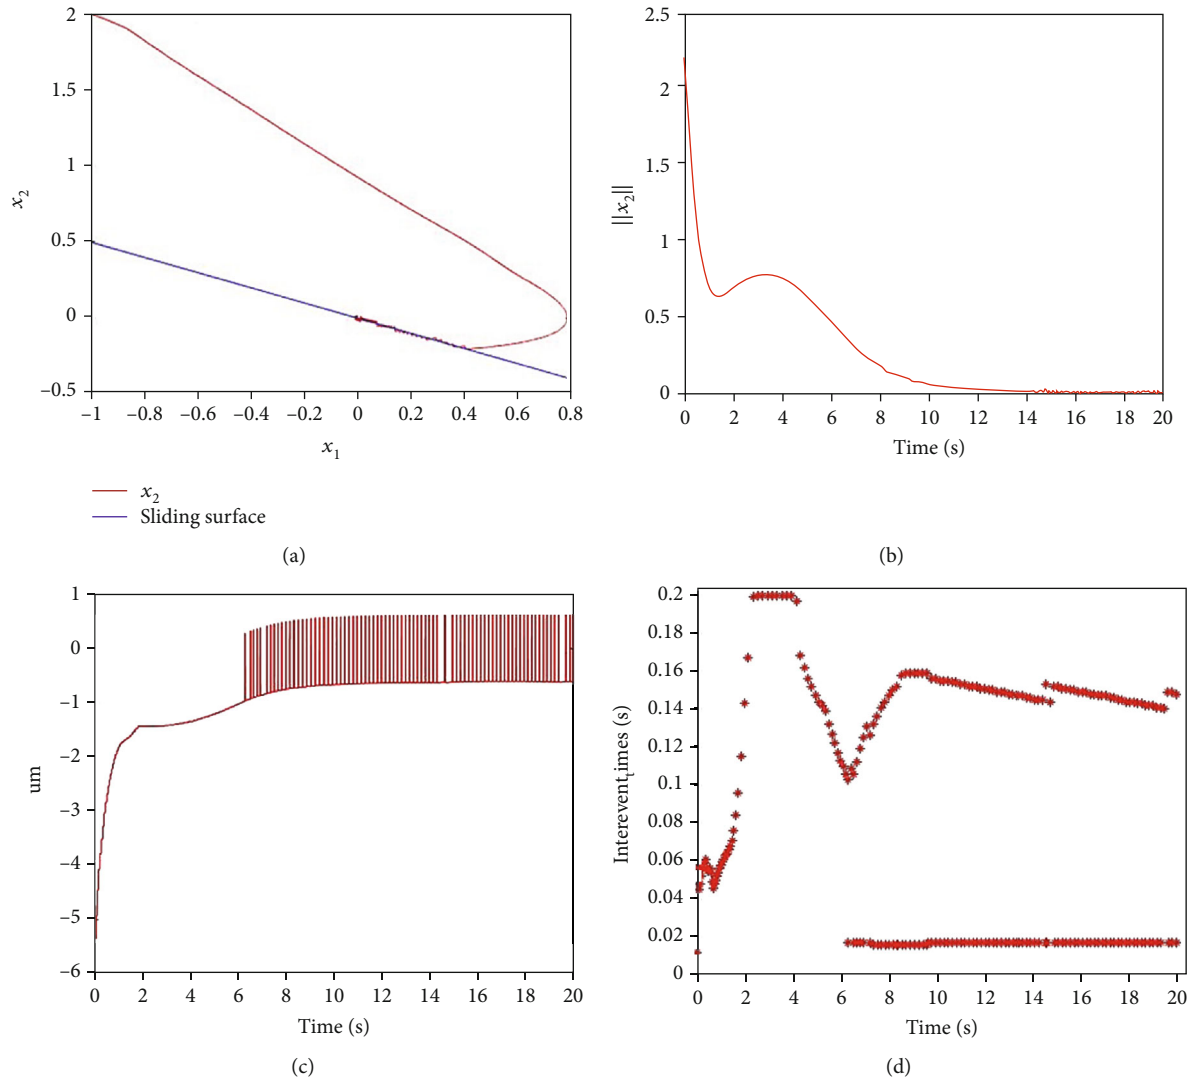 2
1.5
1
0.5
0
–0.5
x2
–1 –0.8 –0.6 –0.4 –0.2 0 0.2 0.4 0.6 0.8
x1
x2
Sliding surface
(a)
2.5
2
1.5
1
0.5
0
||x2||
0 2 4 6 8 10 12 14 16 18 20
Time (s)
(b)
1
0
–1
–2
–3
–4
–5
–6
um
0 2 4 6 8 10 12 14 16 18 20
Time (s)
(c)
0.2
0.18
0.16
0.14
0.12
0.1
0.08
0.06
0.04
0.02
0
Interevent_times (s)
0 2 4 6 8 10 12 14 16 18 20
Time (s)
(d)